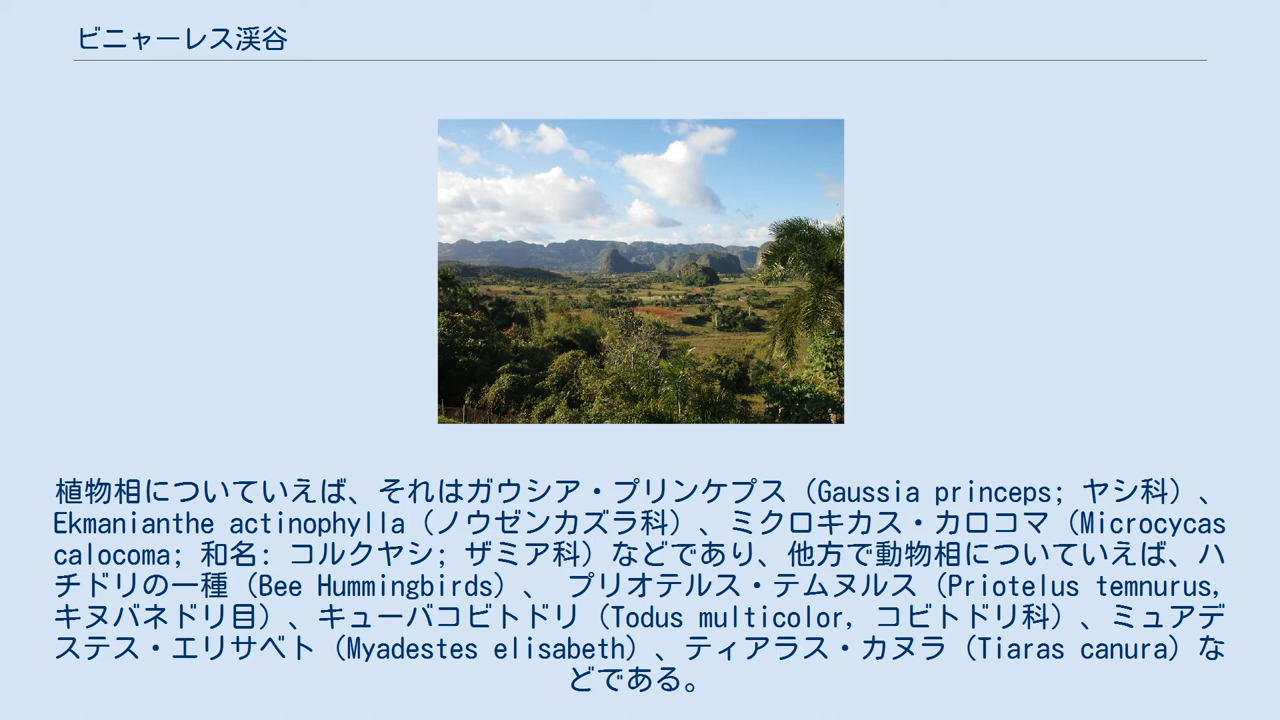 ビニャーレス渓谷
植物相についていえば、それはガウシア・プリンケプス（Gaussia princeps; ヤシ科）、
Ekmanianthe actinophylla（ノウゼンカズラ科）、ミクロキカス・カロコマ（Microcycas
calocoma; 和名: コルクヤシ; ザミア科）などであり、他方で動物相についていえば、ハ
チドリの一種（Bee Hummingbirds）、 プリオテルス・テムヌルス（Priotelus temnurus,
キヌバネドリ目）、キューバコビトドリ（Todus multicolor, コビトドリ科）、ミュアデ
ステス・エリサベト（Myadestes elisabeth）、ティアラス・カヌラ（Tiaras canura）な
どである。